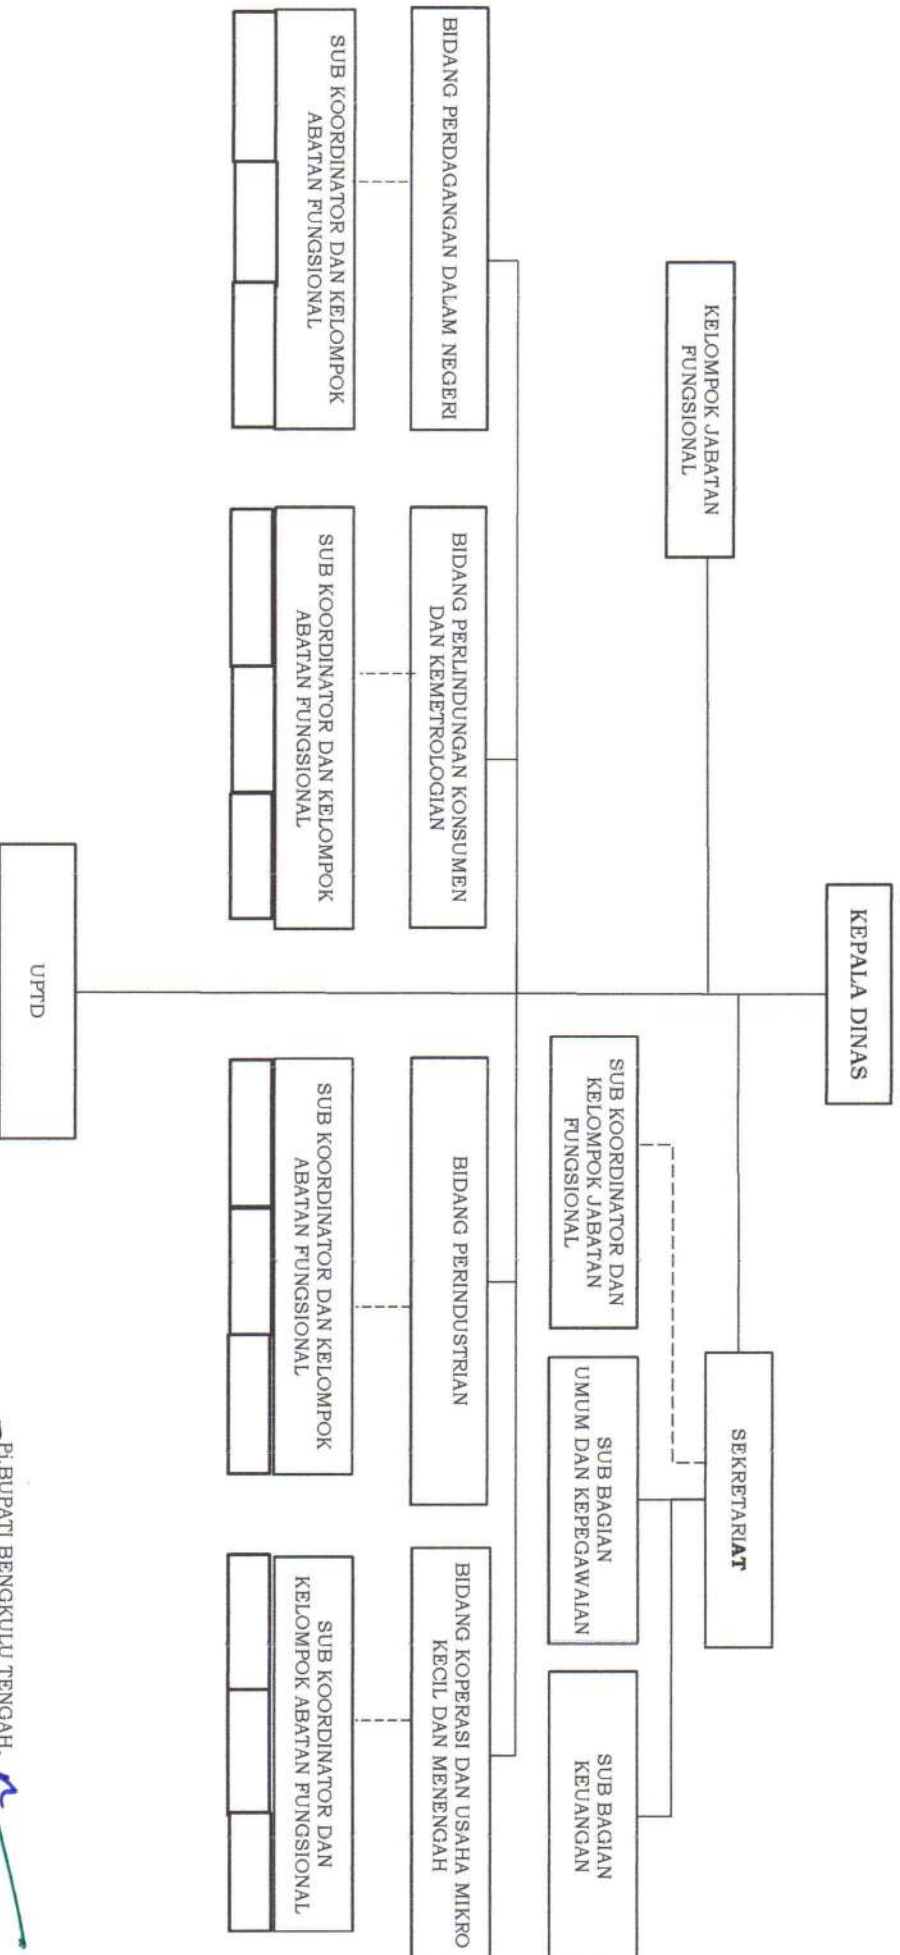 KEPALA DINAS
KELOMPOK JABATAN
FUNGSIONAL
SEKRETARIAT
SUB KOORDINATOR DAN
KELOMPOK JABATAN
FUNGSIONAL
SUB BAGIAN
UMUM DAN KEPEGAWAIAN
SUB BAGIAN
KEUANGAN
BIDANG PERDAGANGAN DALAM NEGERI
BIDANG PERLINDUNGAN KONSUMEN
DAN KEMETROLOGIAN
BIDANG PERINDUSTRIAN
BIDANG KOPERASI DAN USAHA MIKRO
KECIL DAN MENENGAH
SUB KOORDINATOR DAN KELOMPOK
ABATAN FUNGSIONAL
SUB KOORDINATOR DAN KELOMPOK
ABATAN FUNGSIONAL
SUB KOORDINATOR DAN KELOMPOK
ABATAN FUNGSIONAL
SUB KOORDINATOR DAN
KELOMPOK ABATAN FUNGSIONAL
UPTD
Pj.BUPATI BENGKULU TENGAH,